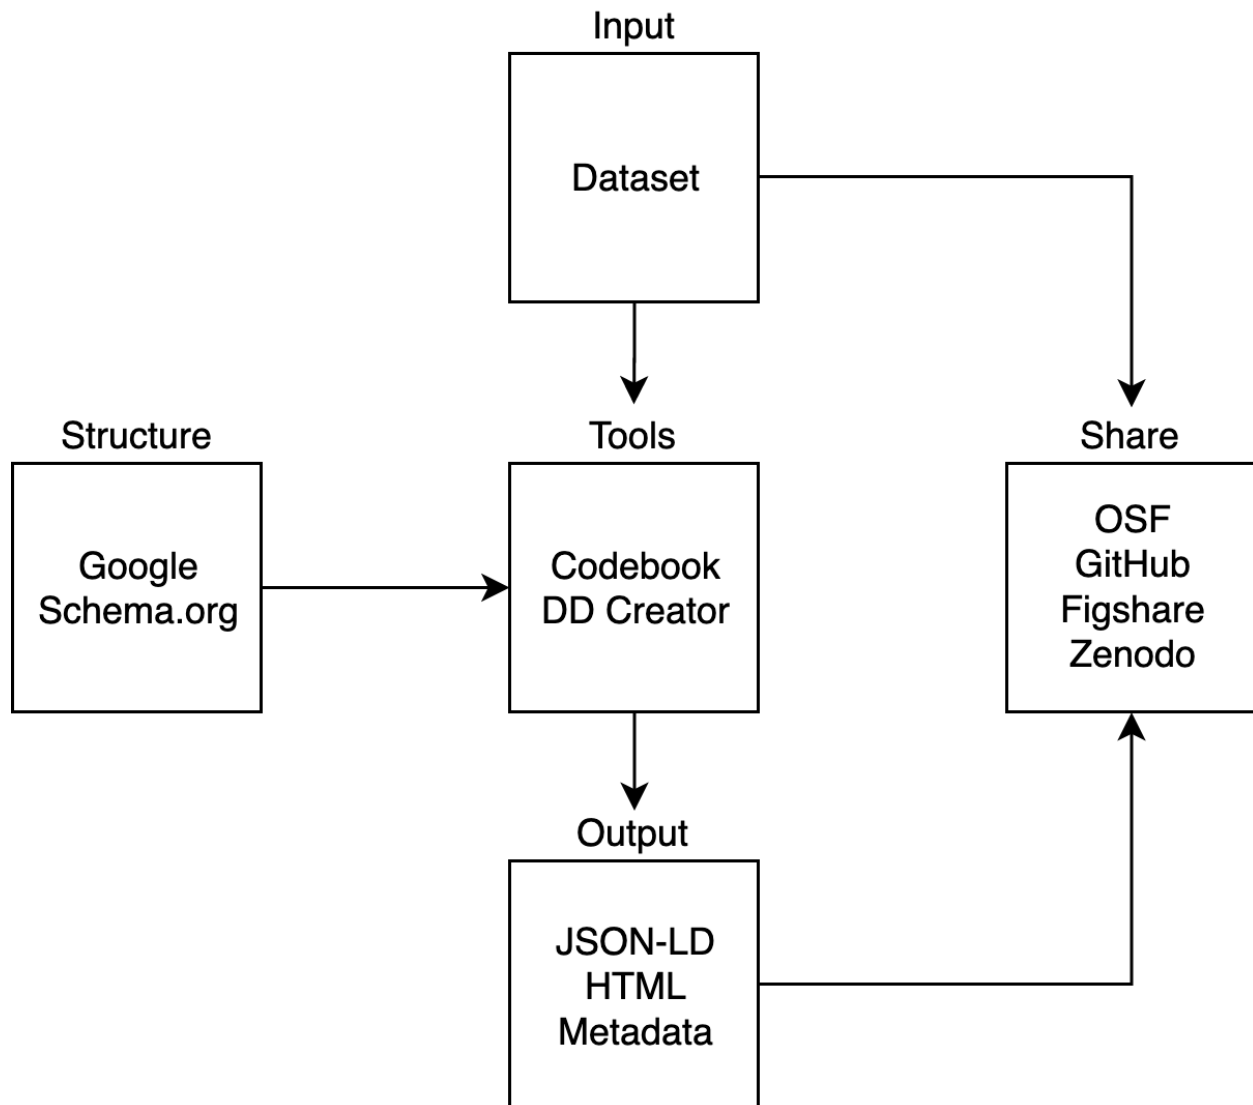 Input
Dataset
Structure
Google
Schema.org
Tools
Codebook
DD Creator
Share
OSF
GitHub
Figshare
Zenodo
Output
JSON-LD
HTML
Metadata